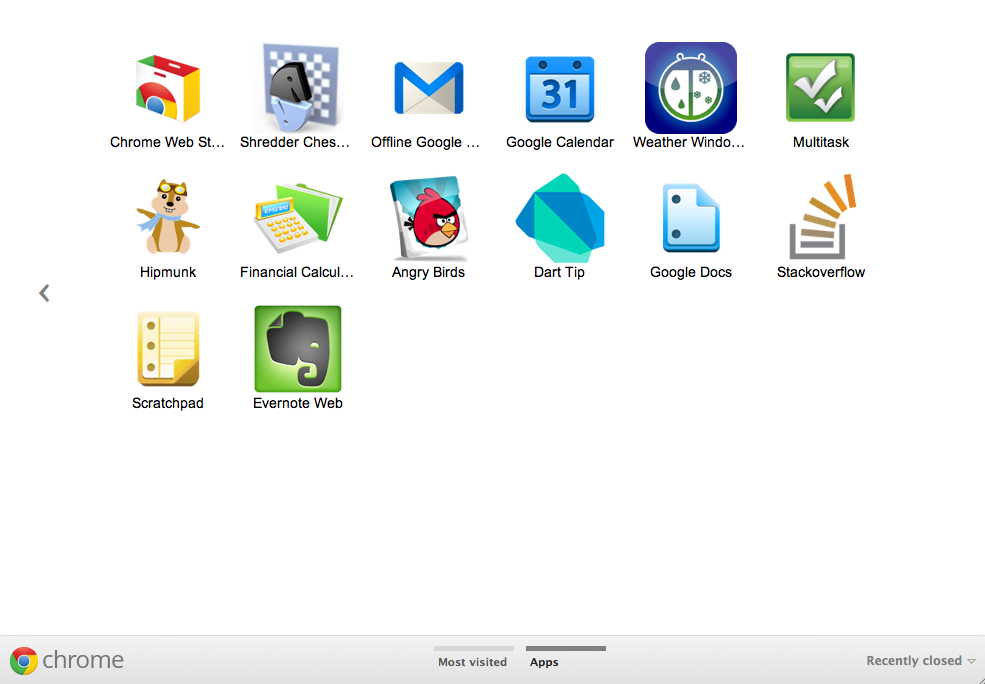 Chrome Web St...
Shredder Ches...
Offline Google ...
31
Google Calendar
Weather Windo...
Multitask
Hipmunk
Financial Calcul...
Angry Birds
Dart Tip
Google Docs
Stackoverflow
Scratchpad
Evernote Web
chrome
Most visited
Apps
Recently closed